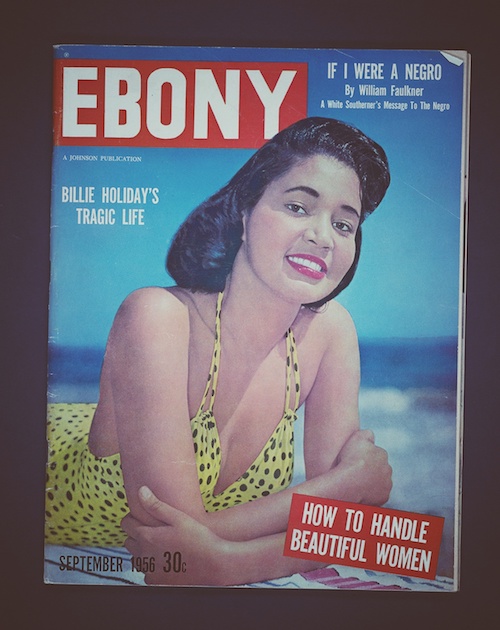 EBONY
A JOHNSON PUBLICATION
IF I WERE A NEGRO
By William Faulkner
A White Southerner's Message To The Negro
BILLIE HOLIDAY'S
TRAGIC LIFE
HOW TO HANDLE
BEAUTIFUL WOMEN
SEPTEMBER 1956 30c